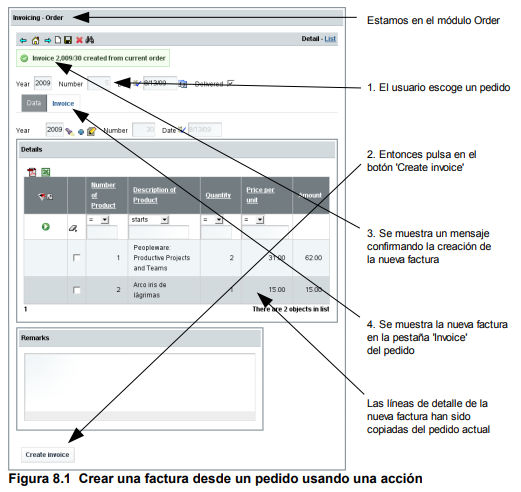 Invoicing - Order
Estamos en el módulo Order
Detail - List
Invoice 2,009/30 created from current order
Year 2009 Number 8/13/09 Delivered
1. El usuario escoge un pedido
Data Invoice
Year 2009 Number 30 Date 8/13/09
2. Entonces pulsa en el
botón 'Create invoice'
Details
Number of Product
Description of Product
Quantity
Price per unit
Amount
= starts = =
1 Peopleware: Productive Projects and Teams 2 31.00 62.00
2 Arco iris de lágrimas 1 15.00 15.00
1 There are 2 objects in list
3. Se muestra un mensaje
confirmando la creación de
la nueva factura
4. Se muestra la nueva factura
en la pestaña 'Invoice'
del pedido
Remarks
Las líneas de detalle de la
nueva factura han sido
copiadas del pedido actual
Create invoice
Figura 8.1 Crear una factura desde un pedido usando una acción